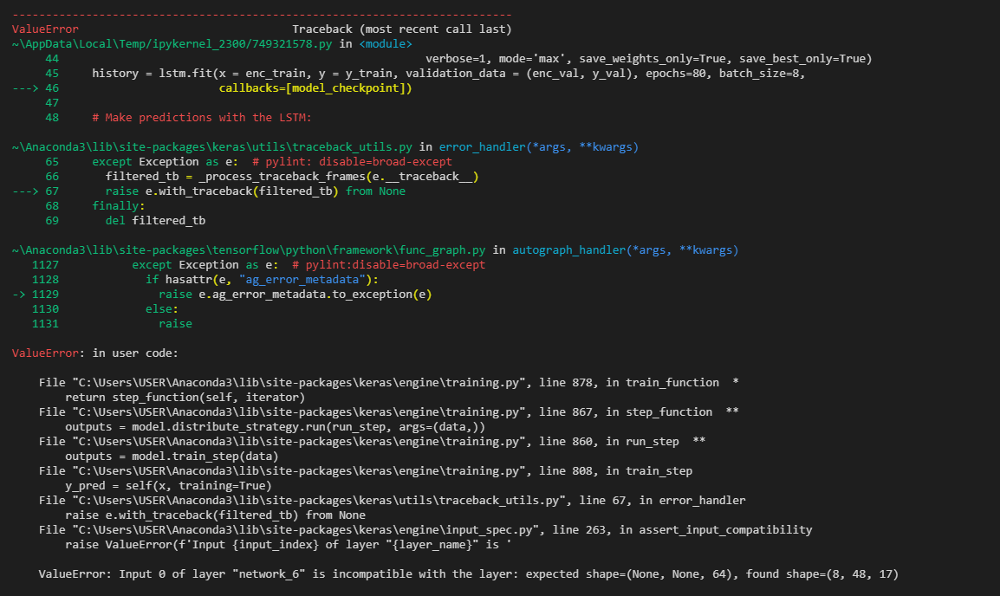 ---------------------------------------------------------------------------
ValueError                                Traceback (most recent call last)
~\AppData\Local\Temp/ipykernel_2300/749321578.py in <module>
     44                                                       verbose=1, mode='max', save_weights_only=True, save_best_only=True)
     45     history = lstm.fit(x = enc_train, y = y_train, validation_data = (enc_val, y_val), epochs=80, batch_size=8,
---> 46                        callbacks=[model_checkpoint])
     47
     48     # Make predictions with the LSTM:
~\Anaconda3\lib\site-packages\keras\utils\traceback_utils.py in error_handler(*args, **kwargs)
     65     except Exception as e:  # pylint: disable=broad-except
     66       filtered_tb = _process_traceback_frames(e.__traceback__)
---> 67       raise e.with_traceback(filtered_tb) from None
     68     finally:
     69       del filtered_tb
~\Anaconda3\lib\site-packages\tensorflow\python\framework\func_graph.py in autograph_handler(*args, **kwargs)
   1127           except Exception as e:  # pylint:disable=broad-except
   1128             if hasattr(e, "ag_error_metadata"):
-> 1129               raise e.ag_error_metadata.to_exception(e)
   1130             else:
   1131               raise
ValueError: in user code:
    File "C:\Users\USER\Anaconda3\lib\site-packages\keras\engine\training.py", line 878, in train_function  *
        return step_function(self, iterator)
    File "C:\Users\USER\Anaconda3\lib\site-packages\keras\engine\training.py", line 867, in step_function  **
        outputs = model.distribute_strategy.run(run_step, args=(data,))
    File "C:\Users\USER\Anaconda3\lib\site-packages\keras\engine\training.py", line 860, in run_step  **
        outputs = model.train_step(data)
    File "C:\Users\USER\Anaconda3\lib\site-packages\keras\engine\training.py", line 808, in train_step
        y_pred = self(x, training=True)
    File "C:\Users\USER\Anaconda3\lib\site-packages\keras\utils\traceback_utils.py", line 67, in error_handler
        raise e.with_traceback(filtered_tb) from None
    File "C:\Users\USER\Anaconda3\lib\site-packages\keras\engine\input_spec.py", line 263, in assert_input_compatibility
        raise ValueError(f'Input {input_index} of layer "{layer_name}" is '
    ValueError: Input 0 of layer "network_6" is incompatible with the layer: expected shape=(None, None, 64), found shape=(8, 48, 17)